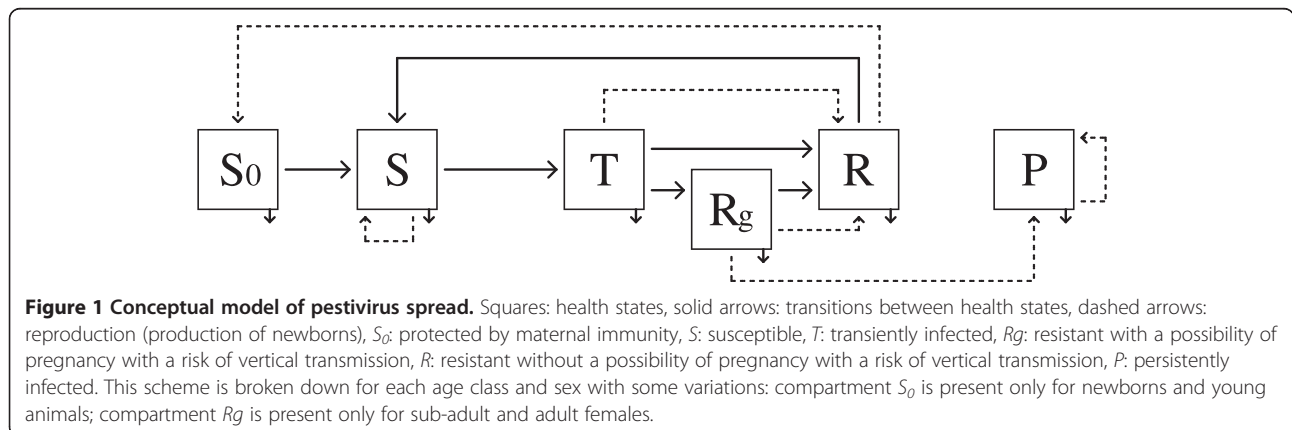 S0
S
T
Rg
R
P
Figure 1 Conceptual model of pestivirus spread. Squares: health states, solid arrows: transitions between health states, dashed arrows:
reproduction (production of newborns), S0: protected by maternal immunity, S: susceptible, T: transiently infected, Rg: resistant with a possibility of
pregnancy with a risk of vertical transmission, R: resistant without a possibility of pregnancy with a risk of vertical transmission, P: persistently
infected. This scheme is broken down for each age class and sex with some variations: compartment S0 is present only for newborns and young
animals; compartment Rg is present only for sub-adult and adult females.